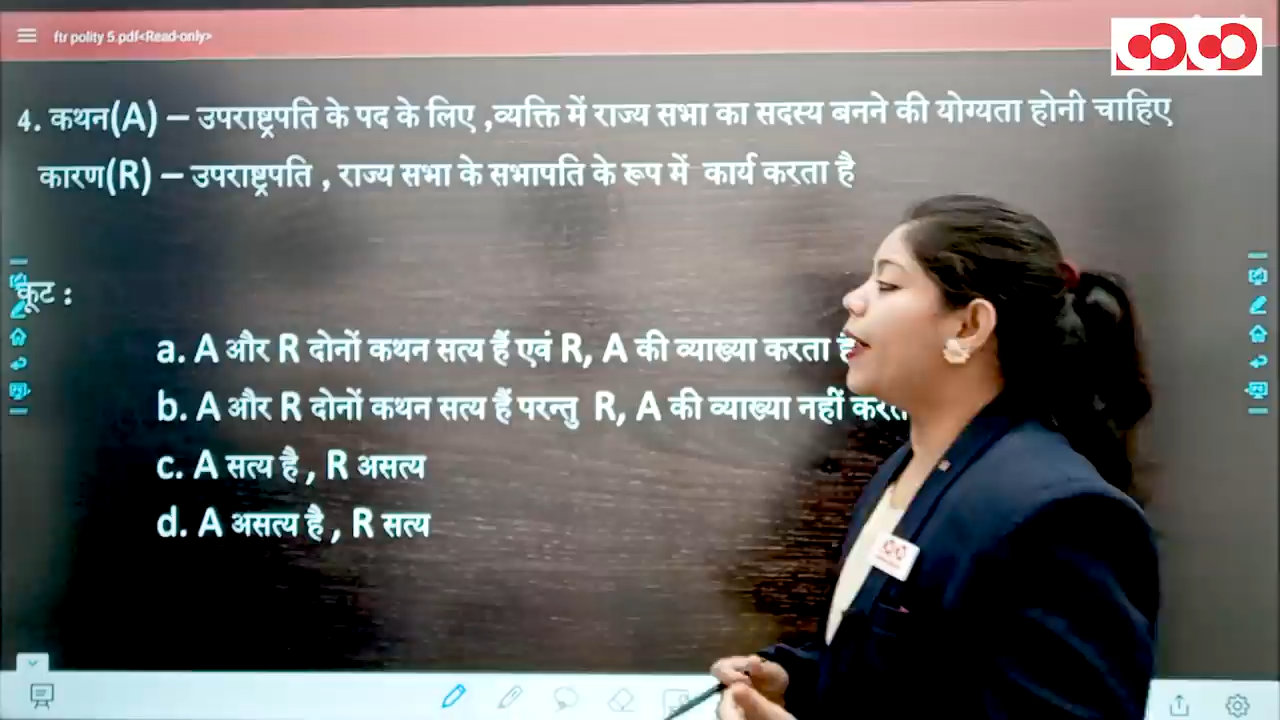 ftr polity 5.pdf<Read-only>
4. कथन(A) – उपराष्ट्रपति के पद के लिए ,व्यक्ति में राज्य सभा का सदस्य बनने की योग्यता होनी चाहिए
कारण(R) – उपराष्ट्रपति , राज्य सभा के सभापति के रूप में कार्य करता है
कूट :
a. A और R दोनों कथन सत्य हैं एवं R, A की व्याख्या करता
b. A और R दोनों कथन सत्य हैं परन्तु R, A की व्याख्या नहीं
c. A सत्य है , R असत्य
d. A असत्य है , R सत्य